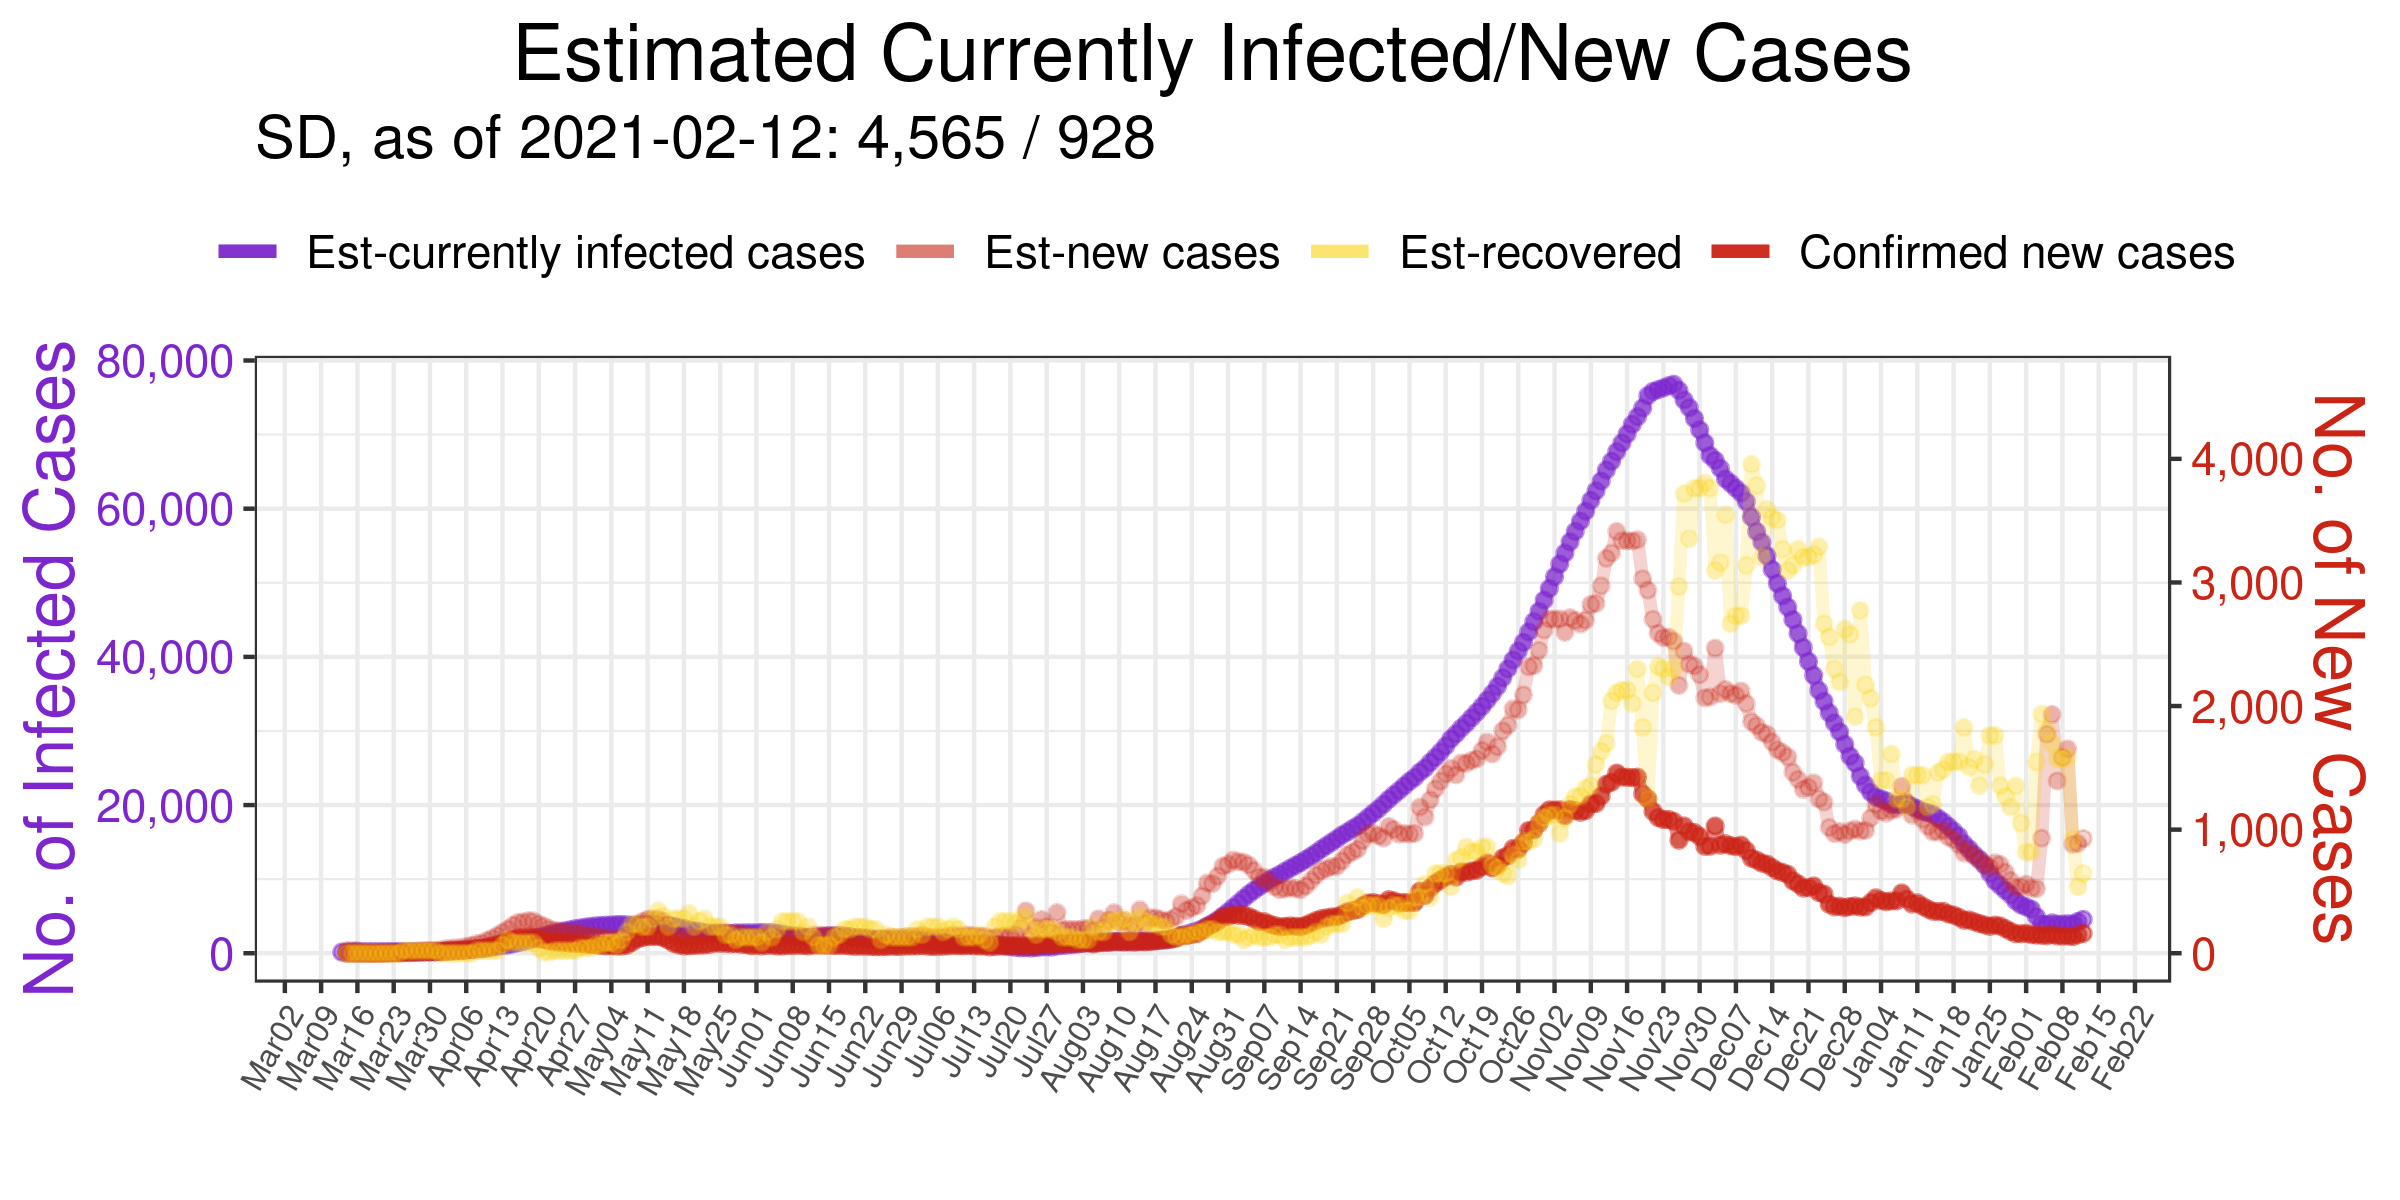 Estimated Currently Infected/New Cases
SD, as of 2021-02-12: 4,565 / 928
Est-currently infected cases Est-new cases Est-recovered Confirmed new cases
No. of Infected Cases
80,000
60,000
40,000
20,000
0
4,000
3,000
2,000
1,000
0
No. of New Cases
Mar02 Mar09 Mar16 Mar23 Mar30 Apr06 Apr13 Apr20 Apr27 May04 May11 May18 May25 Jun01 Jun08 Jun15 Jun22 Jun29 Jul06 Jul13 Jul20 Jul27 Aug03 Aug10 Aug17 Aug24 Aug31 Sep07 Sep14 Sep21 Sep28 Oct05 Oct12 Oct19 Oct26 Nov02 Nov09 Nov16 Nov23 Nov30 Dec07 Dec14 Dec21 Dec28 Jan04 Jan11 Jan18 Jan25 Feb01 Feb08 Feb15 Feb22